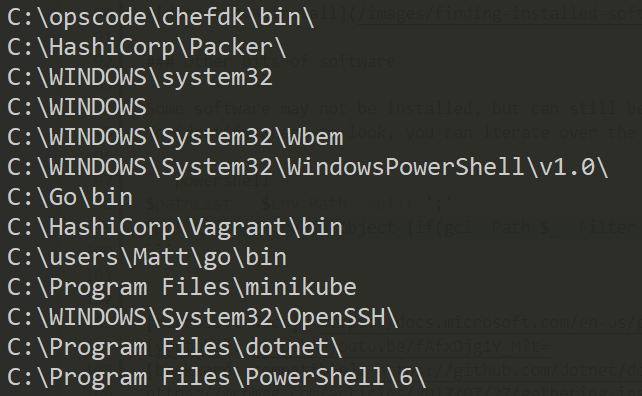 C:\opscode\chefdk\bin\
C:\HashiCorp\Packer\
C:\WINDOWS\system32
C:\WINDOWS
C:\WINDOWS\System32\Wbem
C:\WINDOWS\System32\WindowsPowerShell\v1.0\
C:\Go\bin
C:\HashiCorp\Vagrant\bin
C:\users\Matt\go\bin
C:\Program Files\minikube
C:\WINDOWS\System32\OpenSSH\
C:\Program Files\dotnet\
C:\Program Files\PowerShell\6\